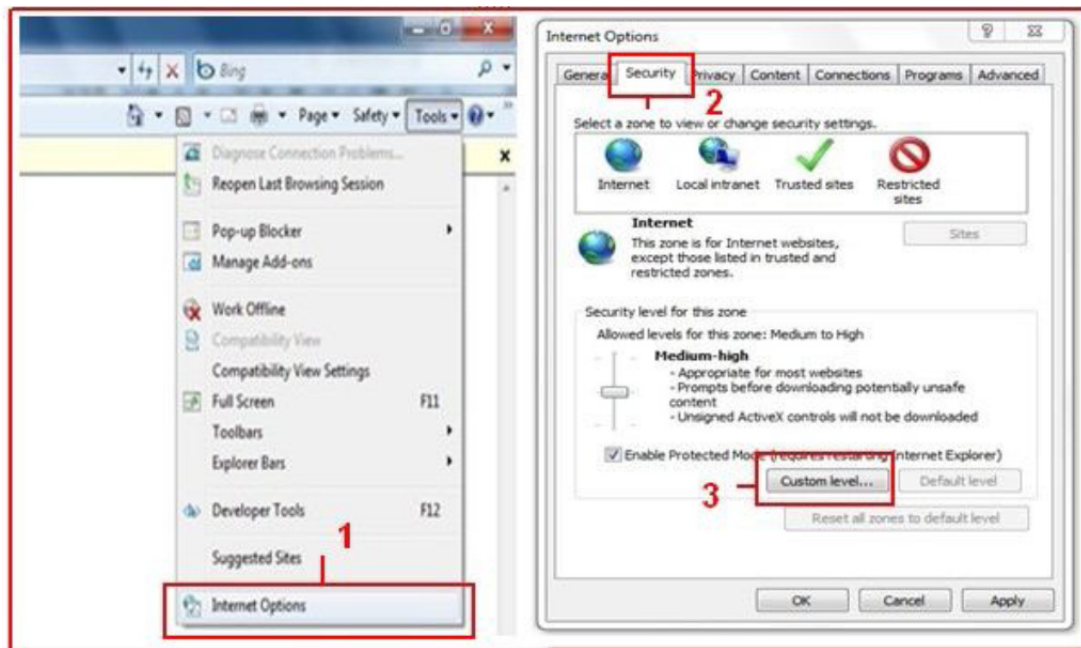 Bing
Page Safety Tools
Diagnose Connection Problems...
Reopen Last Browsing Session
x
Pop-up Blocker
Manage Add-ons
Work Offline
Compatibility View
Compatibility View Settings
Full Screen F11
Toolbars
Explorer Bars
Developer Tools F12
Suggested Sites
1
Internet Options
Internet Options
General Security Privacy Content Connections Programs Advanced
2
Select a zone to view or change security settings.
Internet Local intranet Trusted sites Restricted
sites
Internet
Sites
This zone is for Internet websites,
except those listed in trusted and
restricted zones.
Security level for this zone
Allowed levels for this zone: Medium to High
Medium-high
- Appropriate for most websites
- Prompts before downloading potentially unsafe
content
- Unsigned ActiveX controls will not be downloaded
Enable Protected Mode (requires restarting Internet Explorer)
3
Custom level... Default level
Reset all zones to default level
OK Cancel Apply